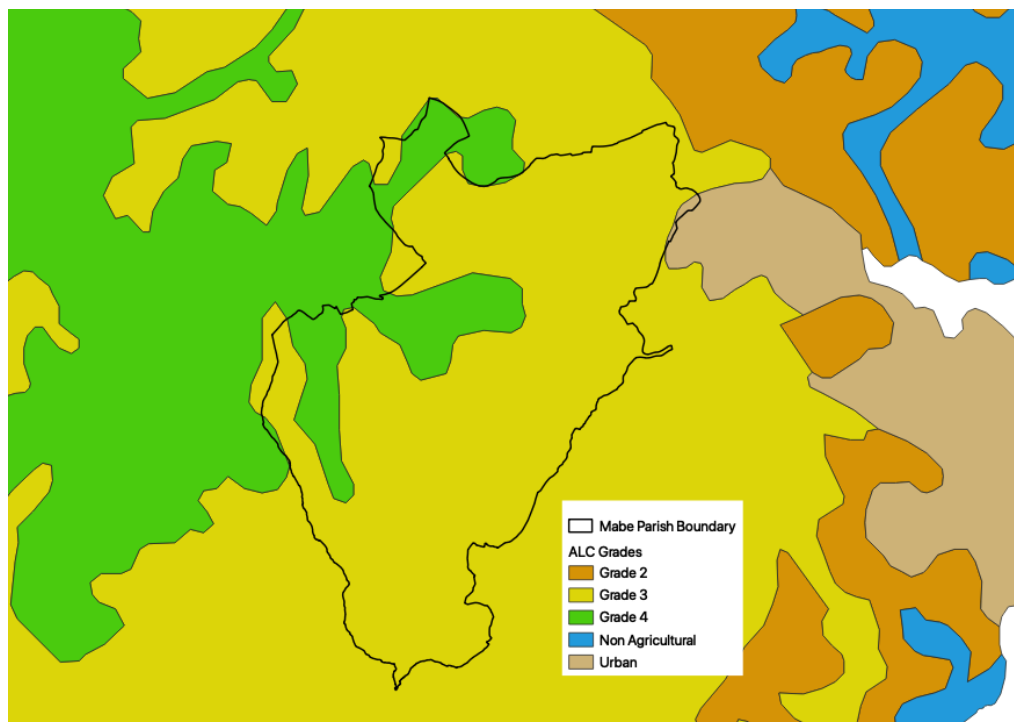 Mabe Parish Boundary
ALC Grades
Grade 2
Grade 3
Grade 4
Non Agricultural
Urban